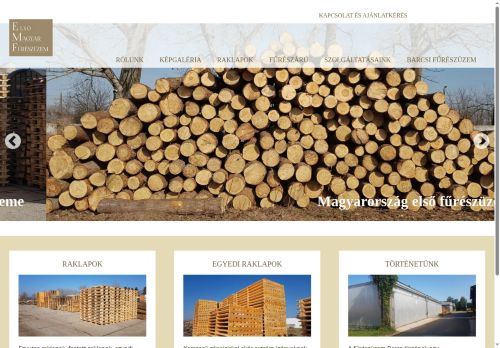 KAPCSOLAT ÉS AJÁNLATKÉRÉS
ELSŐ
MAGYAR
FŰRÉSZÜZEM
RÓLUNK KÉPGALÉRIA RAKLAPOK FŰRÉSZÁRU SZOLGÁLTATÁSAINK BARCSI FŰRÉSZÜZEM
eme
Magyarország első fűrészüz
RAKLAPOK
EGYEDI RAKLAPOK
TÖRTÉNETÜNK